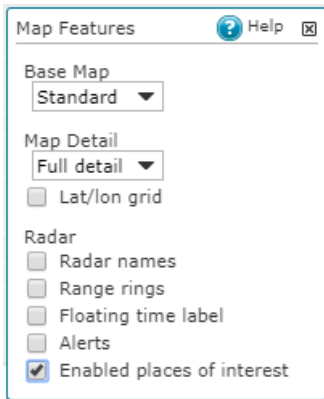 Map Features ? Help
Base Map
Standard
Map Detail
Full detail
Lat/lon grid
Radar
Radar names
Range rings
Floating time label
Alerts
Enabled places of interest